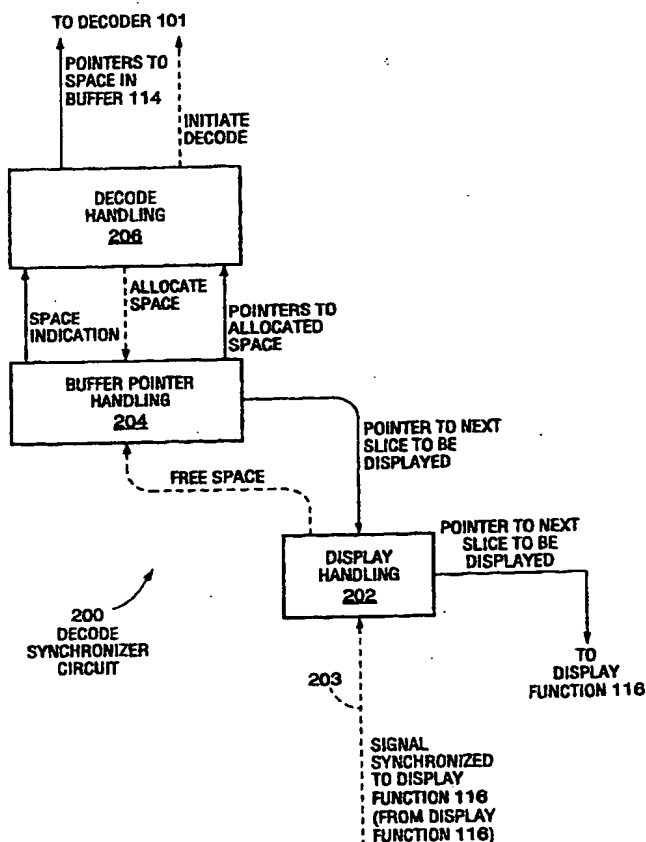 TO DECODER 101
POINTERS TO
SPACE IN
BUFFER 114
INITIATE
DECODE
DECODE
HANDLING
206
SPACE
INDICATION
ALLOCATE
SPACE
POINTERS TO
ALLOCATED
SPACE
BUFFER POINTER
HANDLING
204
POINTER TO NEXT
SLICE TO BE
DISPLAYED
FREE SPACE
DISPLAY
HANDLING
202
POINTER TO NEXT
SLICE TO BE
DISPLAYED
200
DECODE
SYNCHRONIZER
CIRCUIT
203
TO
DISPLAY
FUNCTION 116
SIGNAL
SYNCHRONIZED
TO DISPLAY
FUNCTION 116
(FROM DISPLAY
FUNCTION 116)